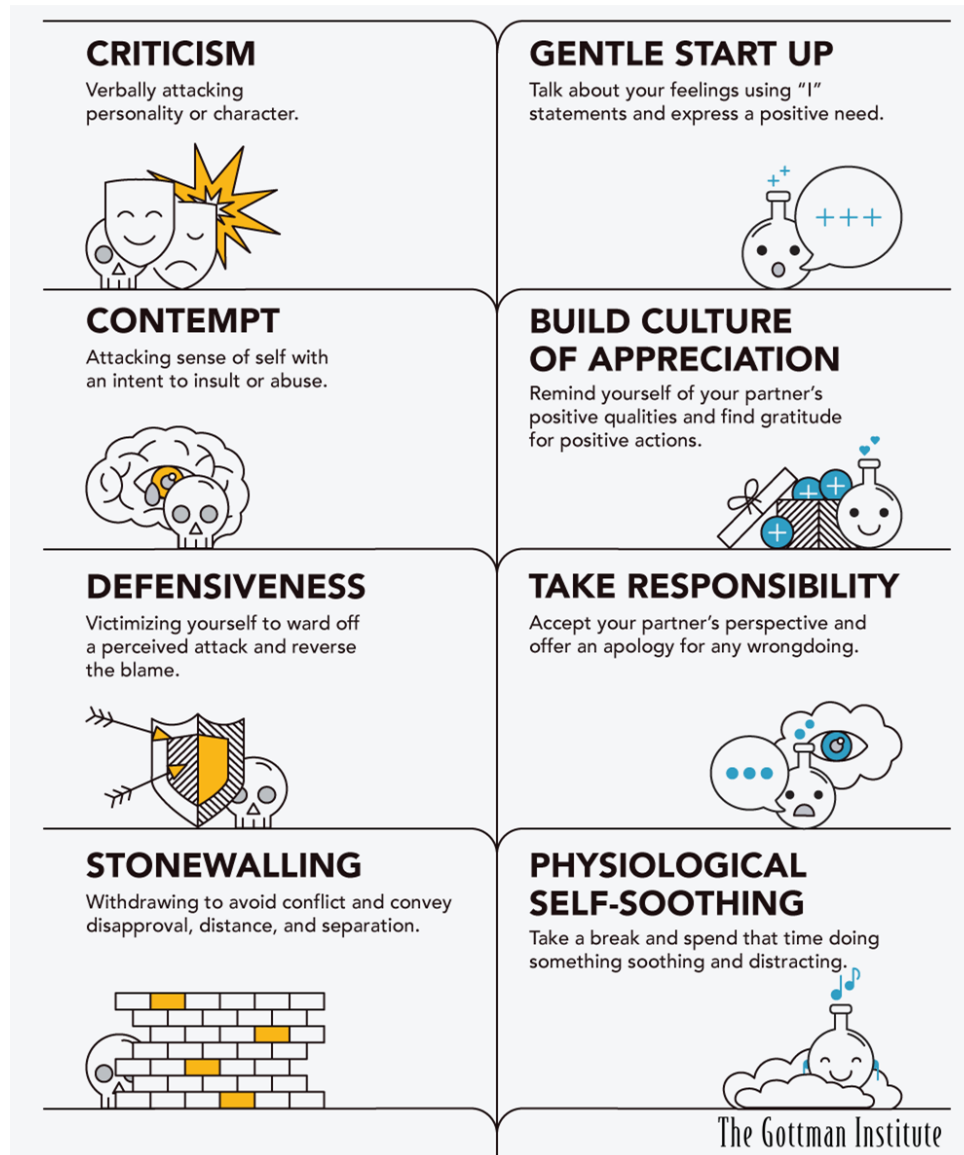 CRITICISM
Verbally attacking
personality or character.
GENTLE START UP
Talk about your feelings using “I”
statements and express a positive need.
CONTEMPT
Attacking sense of self with
an intent to insult or abuse.
BUILD CULTURE
OF APPRECIATION
Remind yourself of your partner’s
positive qualities and find gratitude
for positive actions.
DEFENSIVENESS
Victimizing yourself to ward off
a perceived attack and reverse
the blame.
TAKE RESPONSIBILITY
Accept your partner’s perspective and
offer an apology for any wrongdoing.
STONEWALLING
Withdrawing to avoid conflict and convey
disapproval, distance, and separation.
PHYSIOLOGICAL
SELF-SOOTHING
Take a break and spend that time doing
something soothing and distracting.
The Gottman Institute